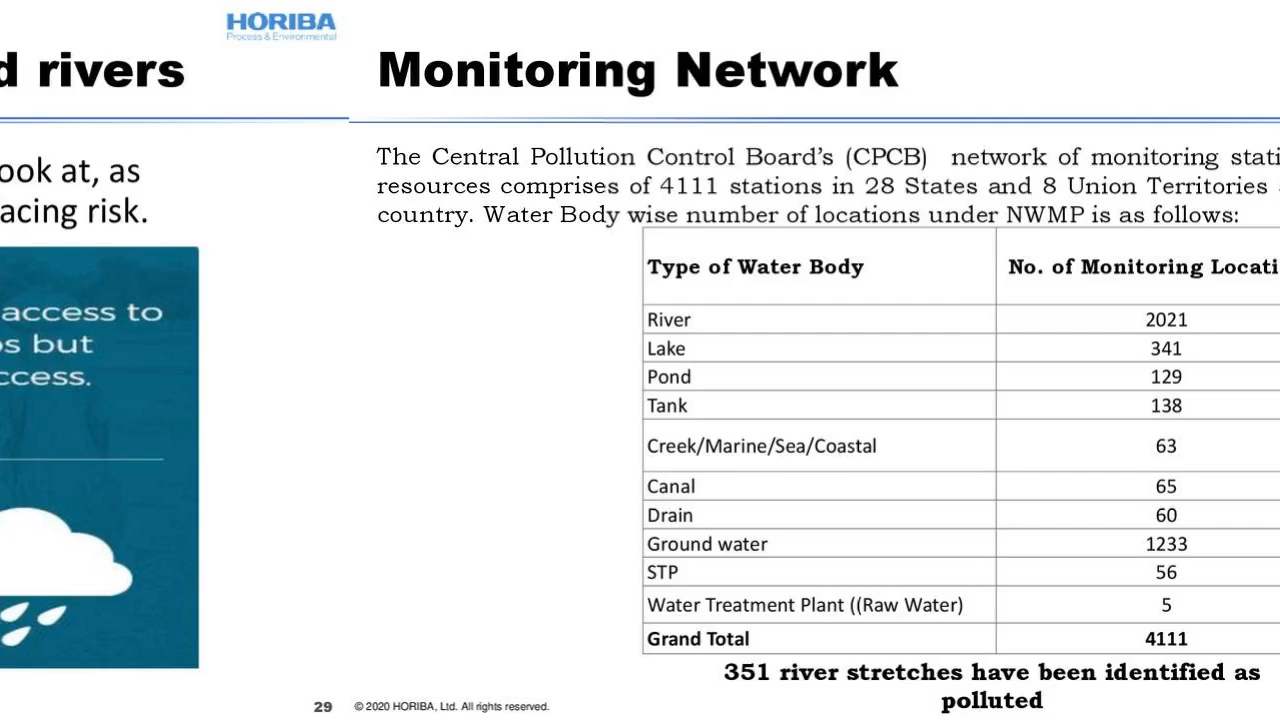 HORIBA
Process & Environmental
d rivers
ook at, as
acing risk.
access to
s but
ccess.
29
Monitoring Network
The Central Pollution Control Board’s (CPCB) network of monitoring stati
resources comprises of 4111 stations in 28 States and 8 Union Territories
country. Water Body wise number of locations under NWMP is as follows:
Type of Water Body No. of Monitoring Locati
River 2021
Lake 341
Pond 129
Tank 138
Creek/Marine/Sea/Coastal 63
Canal 65
Drain 60
Ground water 1233
STP 56
Water Treatment Plant ((Raw Water) 5
Grand Total 4111
351 river stretches have been identified as
polluted
© 2020 HORIBA, Ltd. All rights reserved.